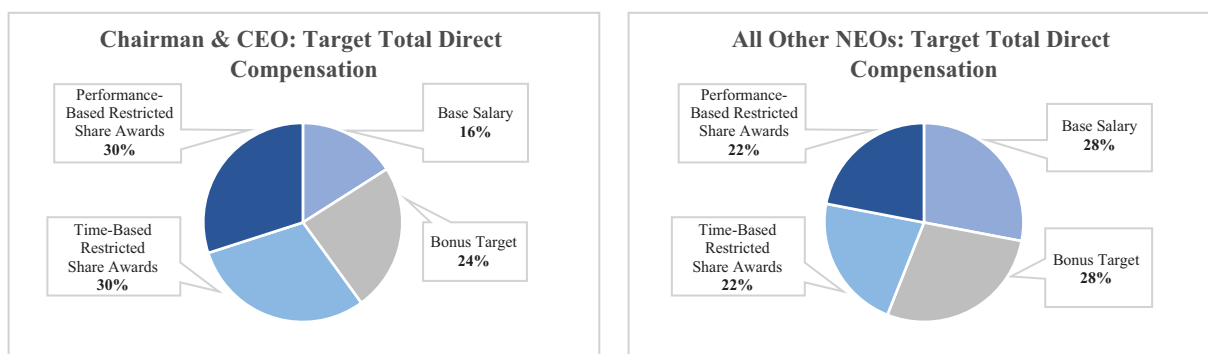 Chairman & CEO: Target Total Direct
Compensation
Performance-
Based Restricted
Share Awards
30%
Base Salary
16%
Time-Based
Restricted
Share Awards
30%
Bonus Target
24%
All Other NEOs: Target Total Direct
Compensation
Performance-
Based Restricted
Share Awards
22%
Base Salary
28%
Time-Based
Restricted
Share Awards
22%
Bonus Target
28%